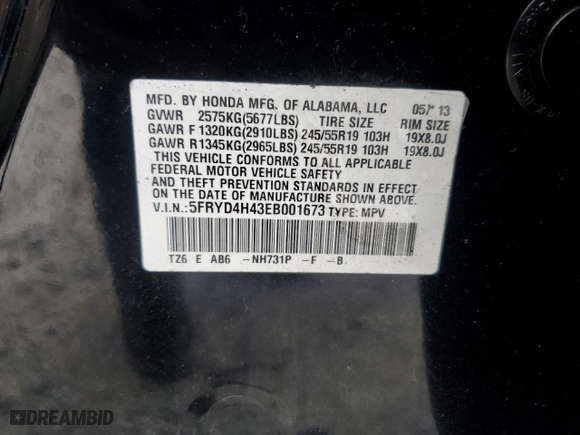 MFD. BY HONDA MFG. OF ALABAMA, LLC 05/ 13
GVWR 2575KG(5677LBS) TIRE SIZE RIM SIZE
GAWR F 1320KG(2910LBS) 245/55R19 103H 19X8.0J
GAWR R1345KG(2965LBS) 245/55R19 103H 19X8.0J
THIS VEHICLE CONFORMS TO ALL APPLICABLE
FEDERAL MOTOR VEHICLE SAFETY
AND THEFT PREVENTION STANDARDS IN EFFECT
ON THE DATE OF MANUFACTURE SHOWN ABOVE.
V.I.N.:5FRYD4H43EB001673 TYPE: MPV
TZ6 E AB6 -NH731P -F -B
DREAMBID